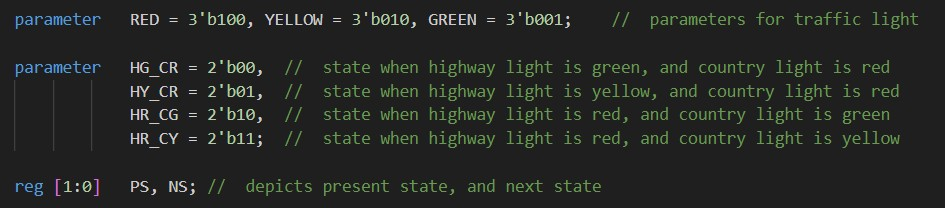 parameter RED = 3'b100, YELLOW = 3'b010, GREEN = 3'b001; // parameters for traffic light
parameter HG_CR = 2'b00, // state when highway light is green, and country light is red
HY_CR = 2'b01, // state when highway light is yellow, and country light is red
HR_CG = 2'b10, // state when highway light is red, and country light is green
HR_CY = 2'b11; // state when highway light is red, and country light is yellow
reg [1:0] PS, NS; // depicts present state, and next state